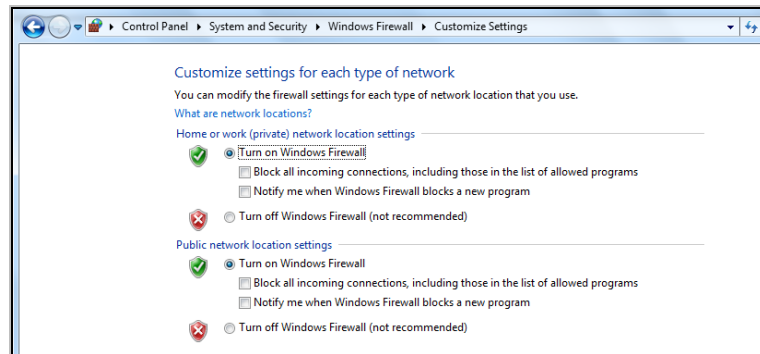 Control Panel ▸ System and Security ▸ Windows Firewall ▸ Customize Settings
Customize settings for each type of network
You can modify the firewall settings for each type of network location that you use.
What are network locations?
Home or work (private) network location settings
Turn on Windows Firewall
Block all incoming connections, including those in the list of allowed programs
Notify me when Windows Firewall blocks a new program
Turn off Windows Firewall (not recommended)
Public network location settings
Turn on Windows Firewall
Block all incoming connections, including those in the list of allowed programs
Notify me when Windows Firewall blocks a new program
Turn off Windows Firewall (not recommended)